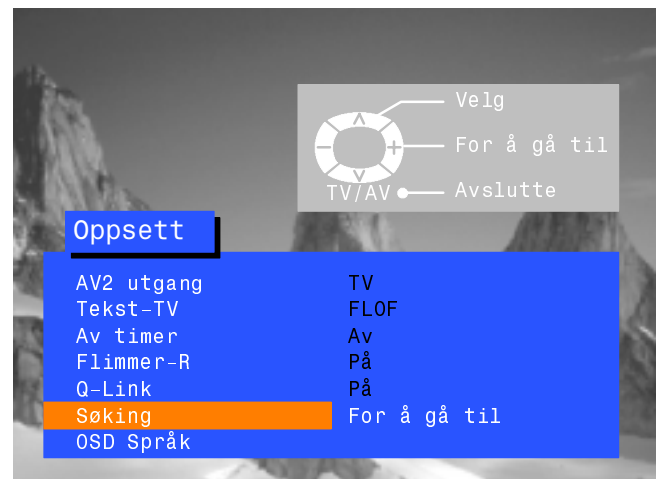 Velg
For å gå til
TV/AV Avslutte
Oppsett
AV2 utgang TV
Tekst-TV FLOF
Av timer Av
Flimmer-R På
Q-Link På
Søking For å gå til
OSD Språk